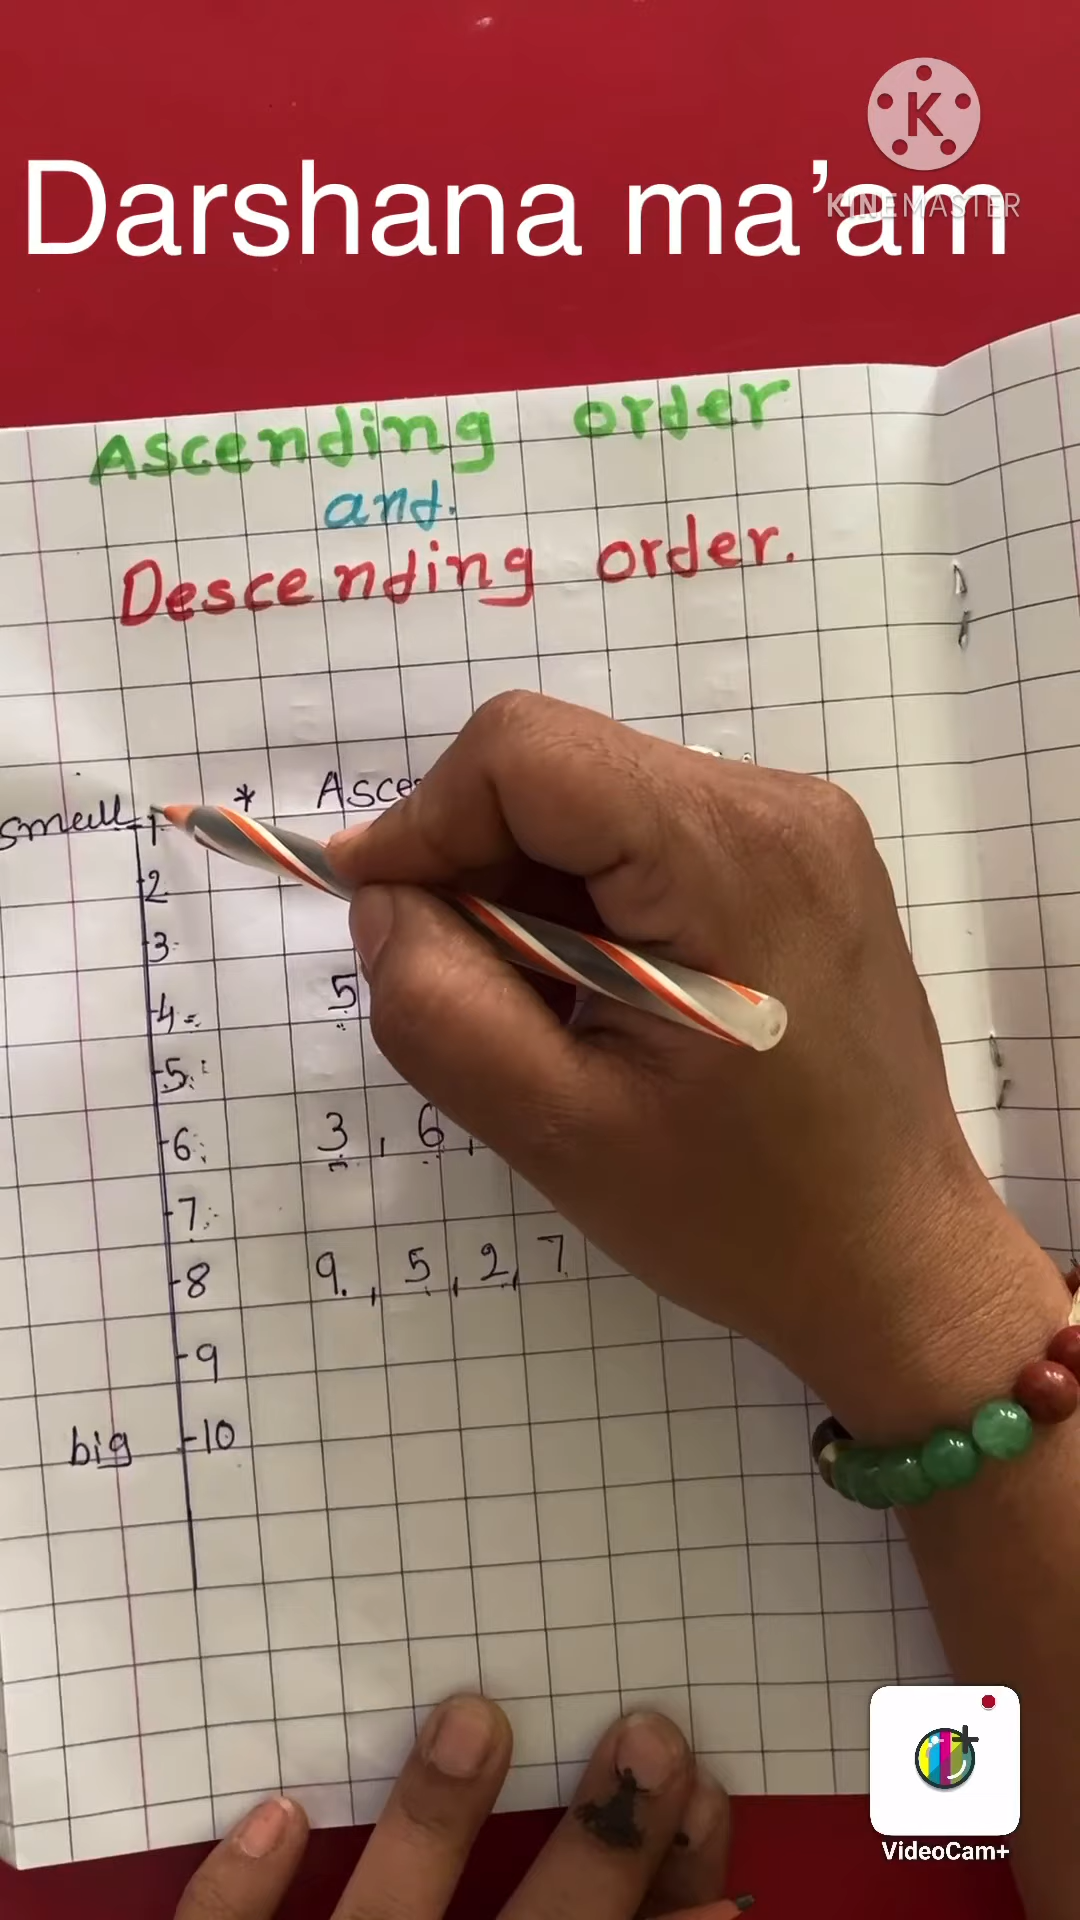 K
KINEMASTER
Darshana ma’am
Ascending order
and.
Descending order.
* Asce
small 1
2
3
4
5 5
6 3, 6,
7
8 9, 5, 2, 7
9
big 10
VideoCam+